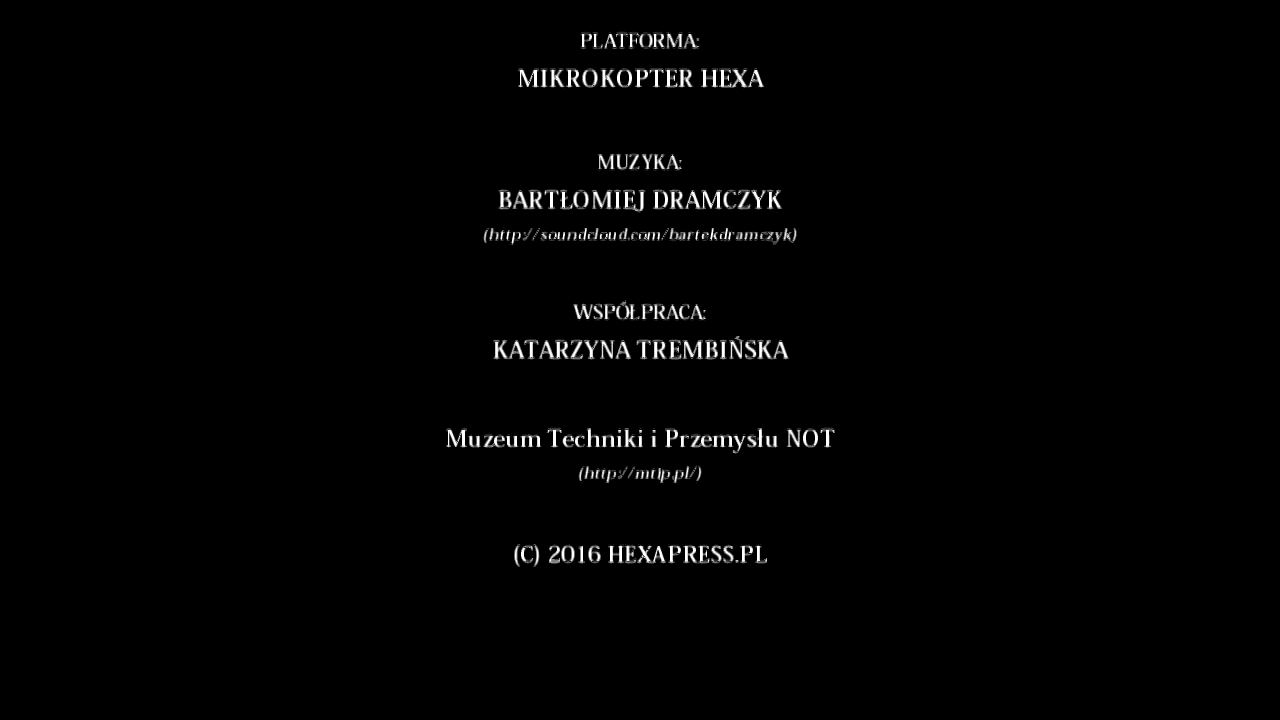 PLATFORMA:
MIKROKOPTER HEXA
MUZYKA:
BARTŁOMIEJ DRAMCZYK
(http://soundcloud.com/bartekdramczyk)
WSPÓŁPRACA:
KATARZYNA TREMBIŃSKA
Muzeum Techniki i Przemysłu NOT
(http://mtip.pl/)
(C) 2016 HEXAPRESS.PL